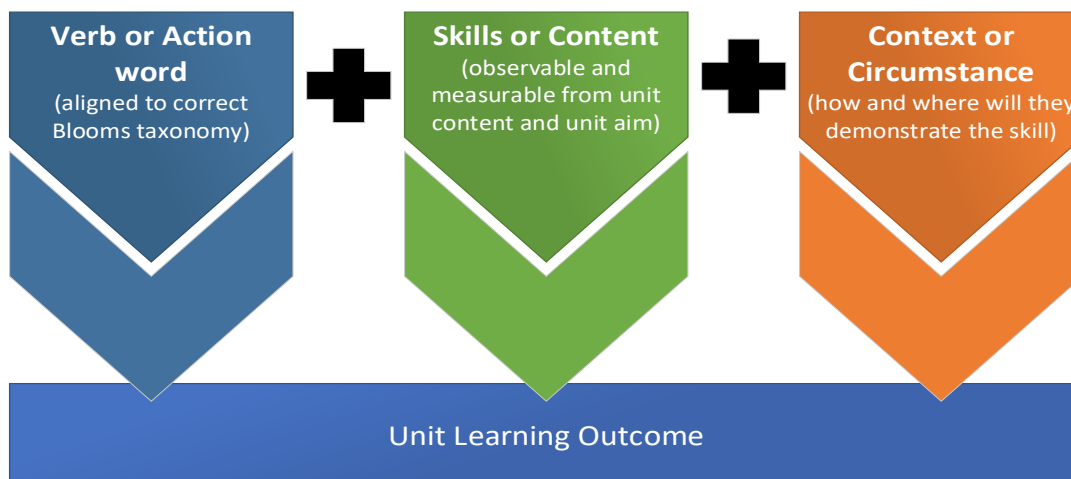 Verb or Action
word
(aligned to correct
Blooms taxonomy)
Skills or Content
(observable and
measurable from unit
content and unit aim)
Context or
Circumstance
(how and where will they
demonstrate the skill)
Unit Learning Outcome